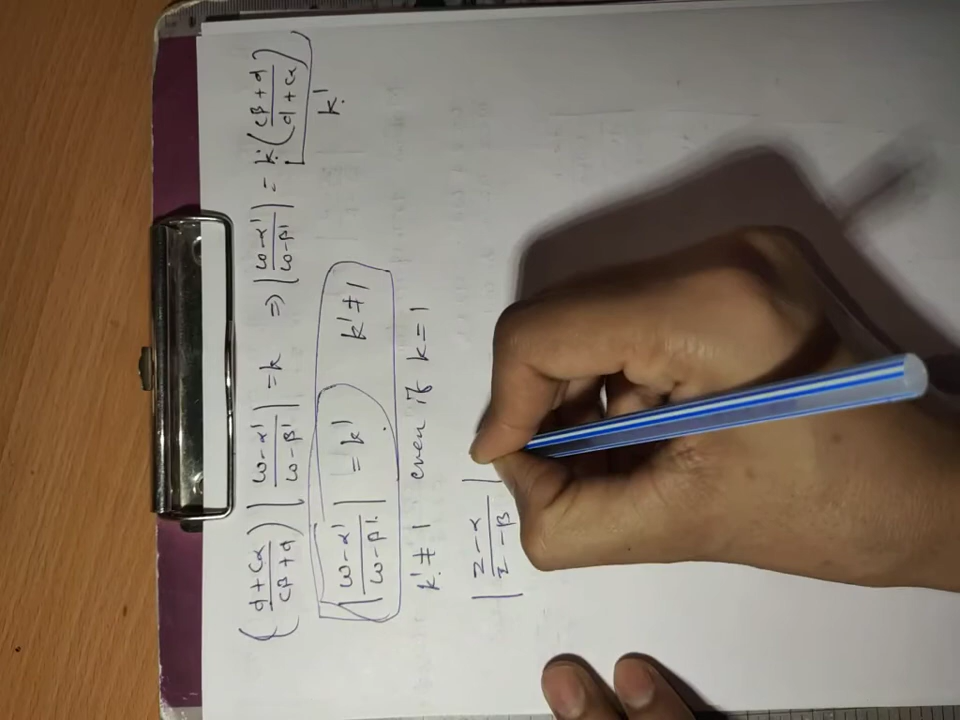 (d+cα / cβ+d) |ω-α' / ω-β'| = k ⇒ |ω-α' / ω-β'| = k (cβ+d / d+cα)
k'
|ω-α' / ω-β'| = k' k' ≠ 1
k' ≠ 1 even if k = 1
|z-α / z-β|